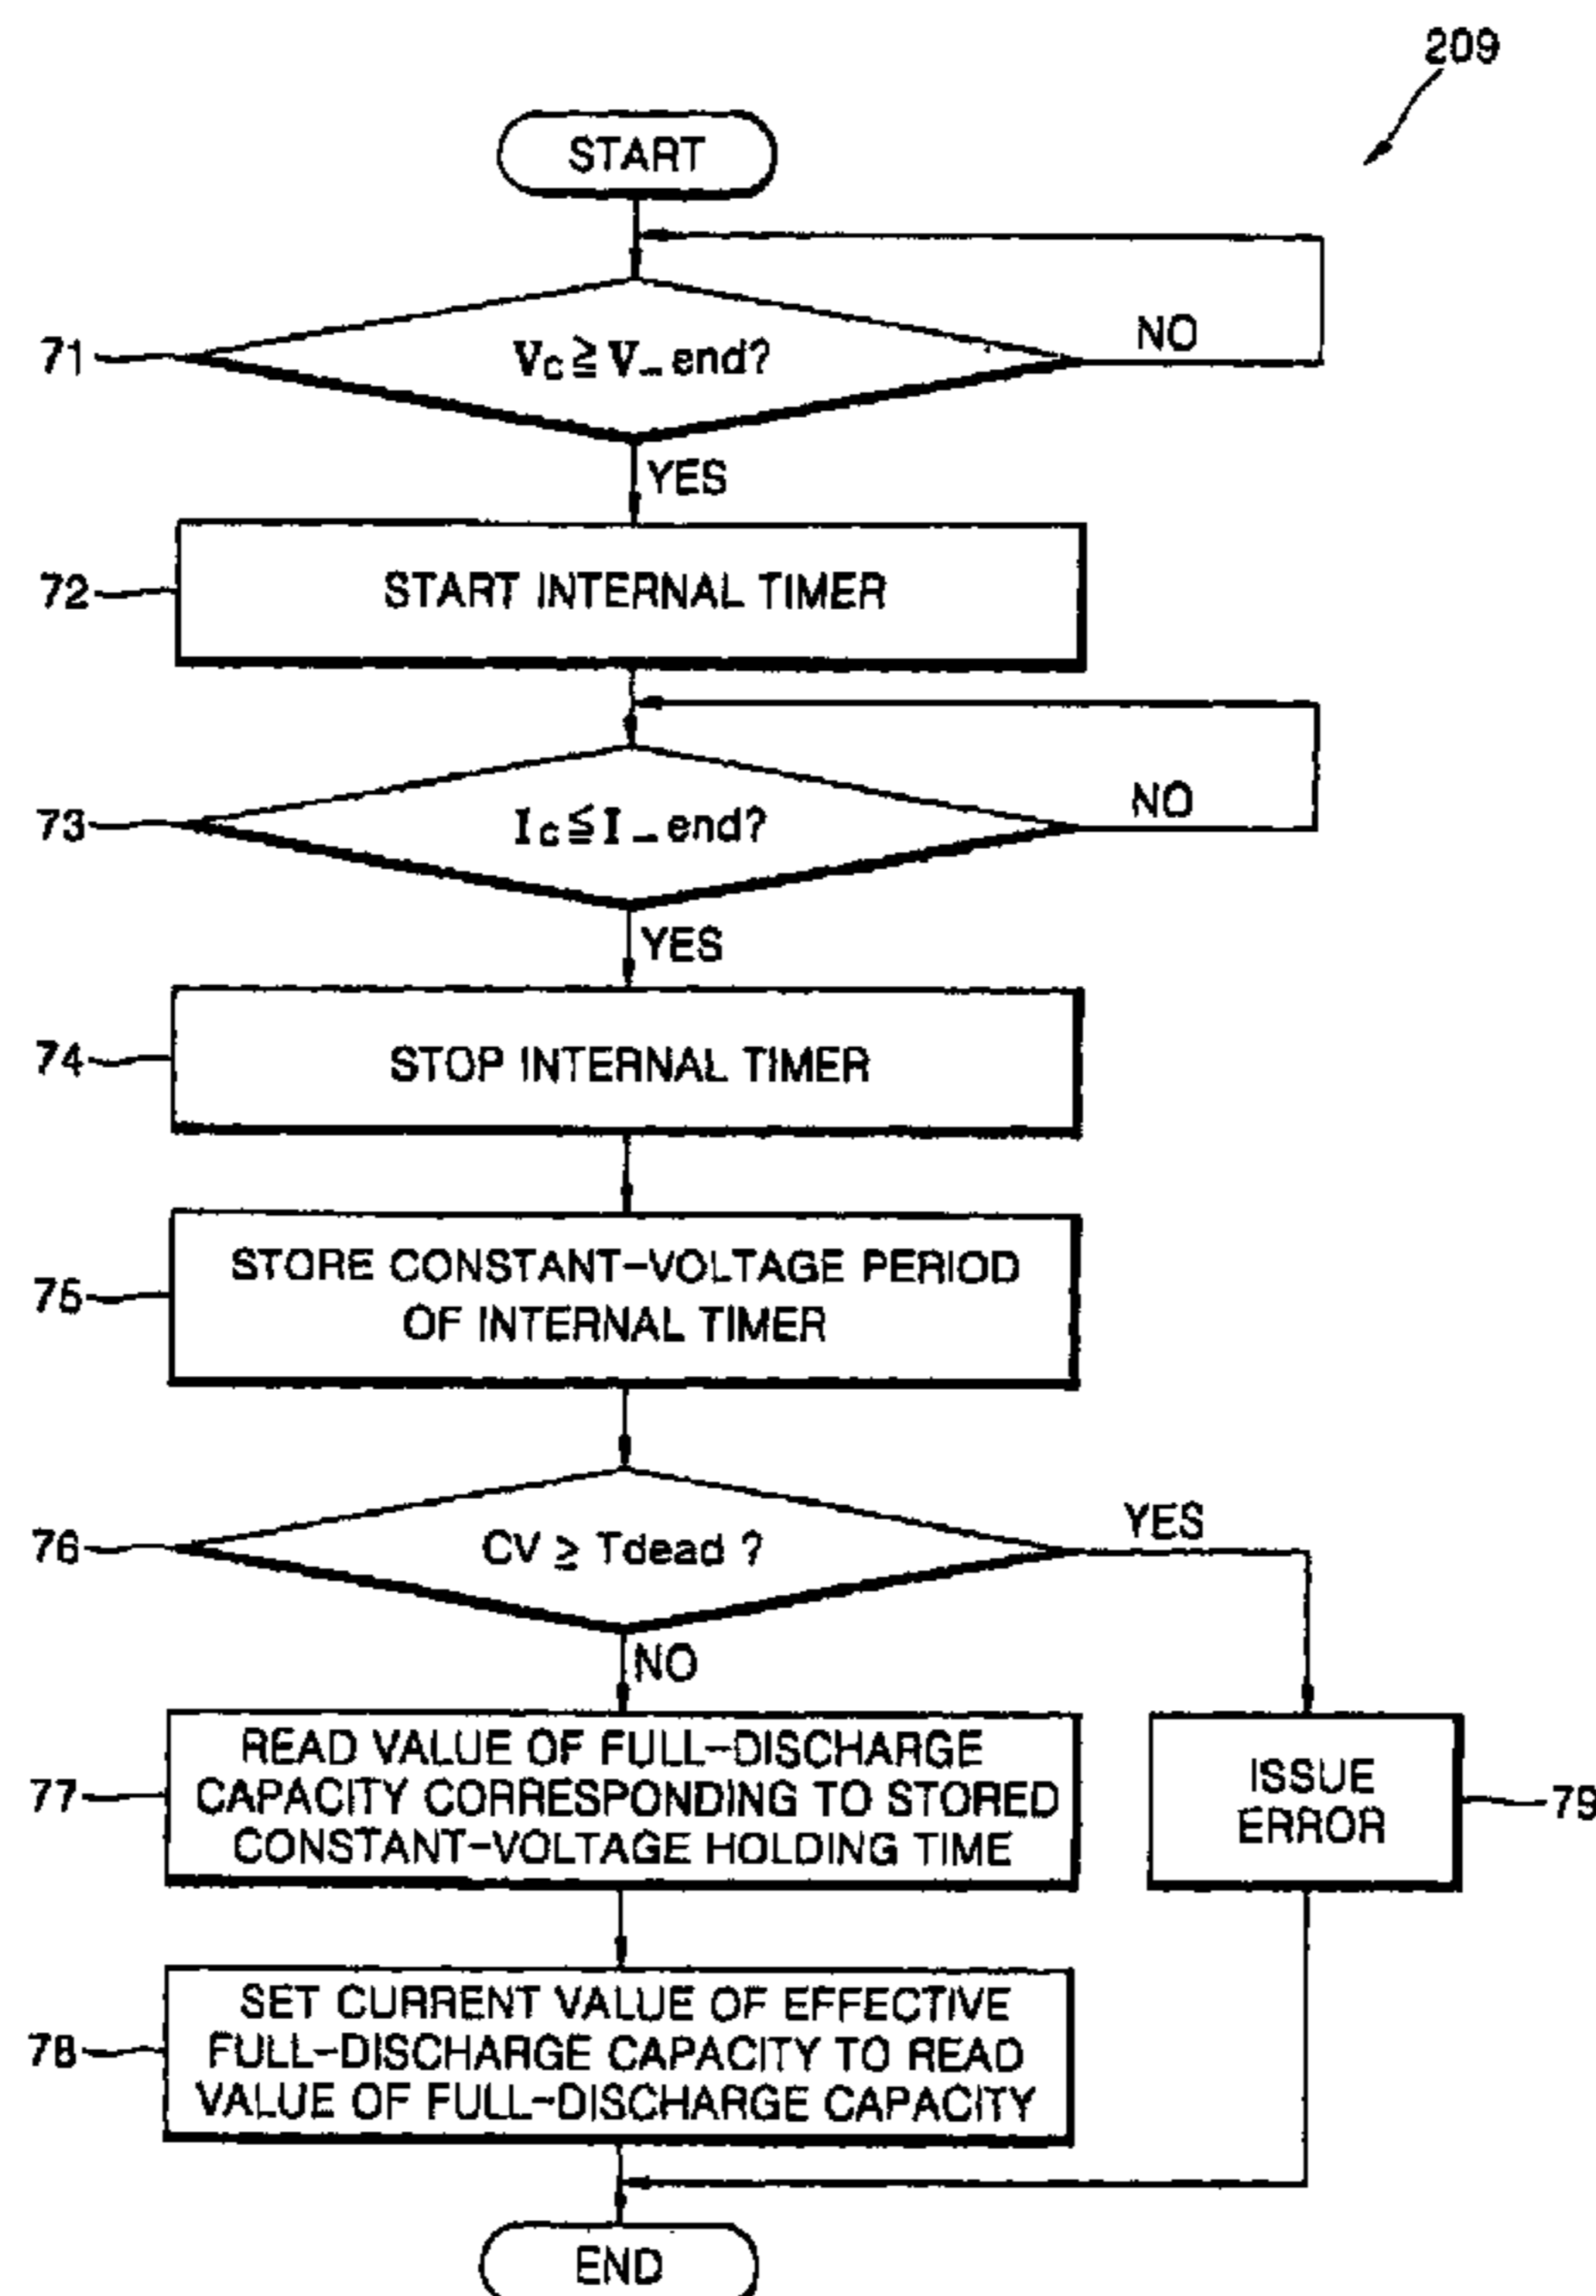 209
START
71
Vc ≧ V_end?
NO
YES
72
START INTERNAL TIMER
73
Ic ≦ I_end?
NO
YES
74
STOP INTERNAL TIMER
75
STORE CONSTANT-VOLTAGE PERIOD
OF INTERNAL TIMER
76
CV ≥ Tdead ?
YES
NO
77
READ VALUE OF FULL-DISCHARGE
CAPACITY CORRESPONDING TO STORED
CONSTANT-VOLTAGE HOLDING TIME
ISSUE
ERROR
79
78
SET CURRENT VALUE OF EFFECTIVE
FULL-DISCHARGE CAPACITY TO READ
VALUE OF FULL-DISCHARGE CAPACITY
END